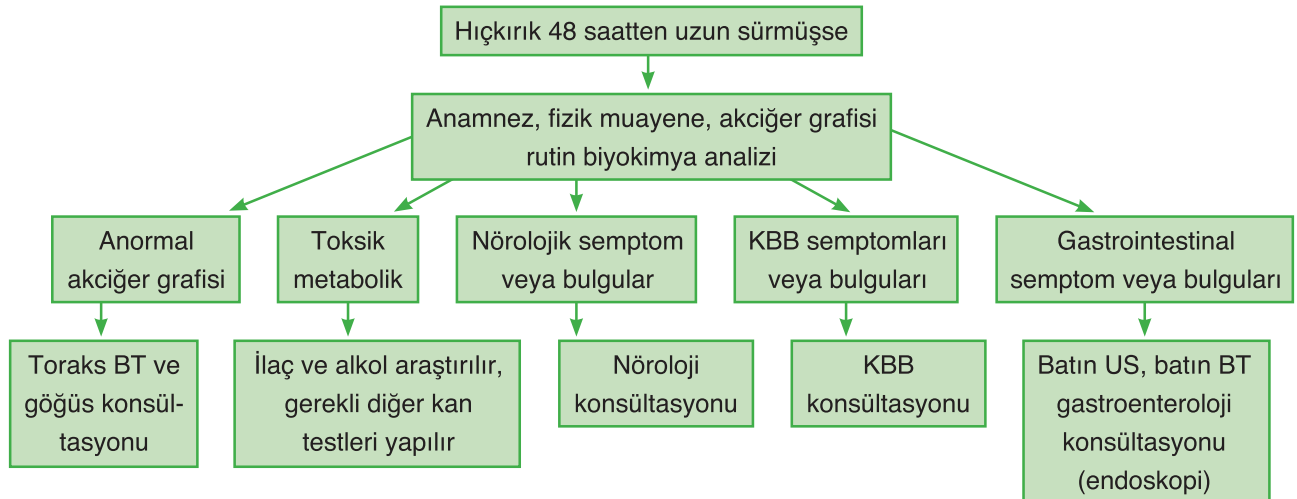 Hıçkırık 48 saatten uzun sürmüşse
Anamnez, fizik muayene, akciğer grafisi
rutin biyokimya analizi
Anormal
akciğer grafisi
Toksik
metabolik
Nörolojik semptom
veya bulgular
KBB semptomları
veya bulguları
Gastrointestinal
semptom veya bulguları
Toraks BT ve
göğüs konsül-
tasyonu
İlaç ve alkol araştırılır,
gerekli diğer kan
testleri yapılır
Nöroloji
konsültasyonu
KBB
konsültasyonu
Batın US, batın BT
gastroenteroloji
konsültasyonu
(endoskopi)